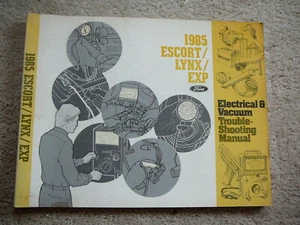 1985 ESCORT/LYNX/EXP
1985
ESCORT/
LYNX/
EXP
Ford
Electrical &
Vacuum
Trouble-
Shooting
Manual